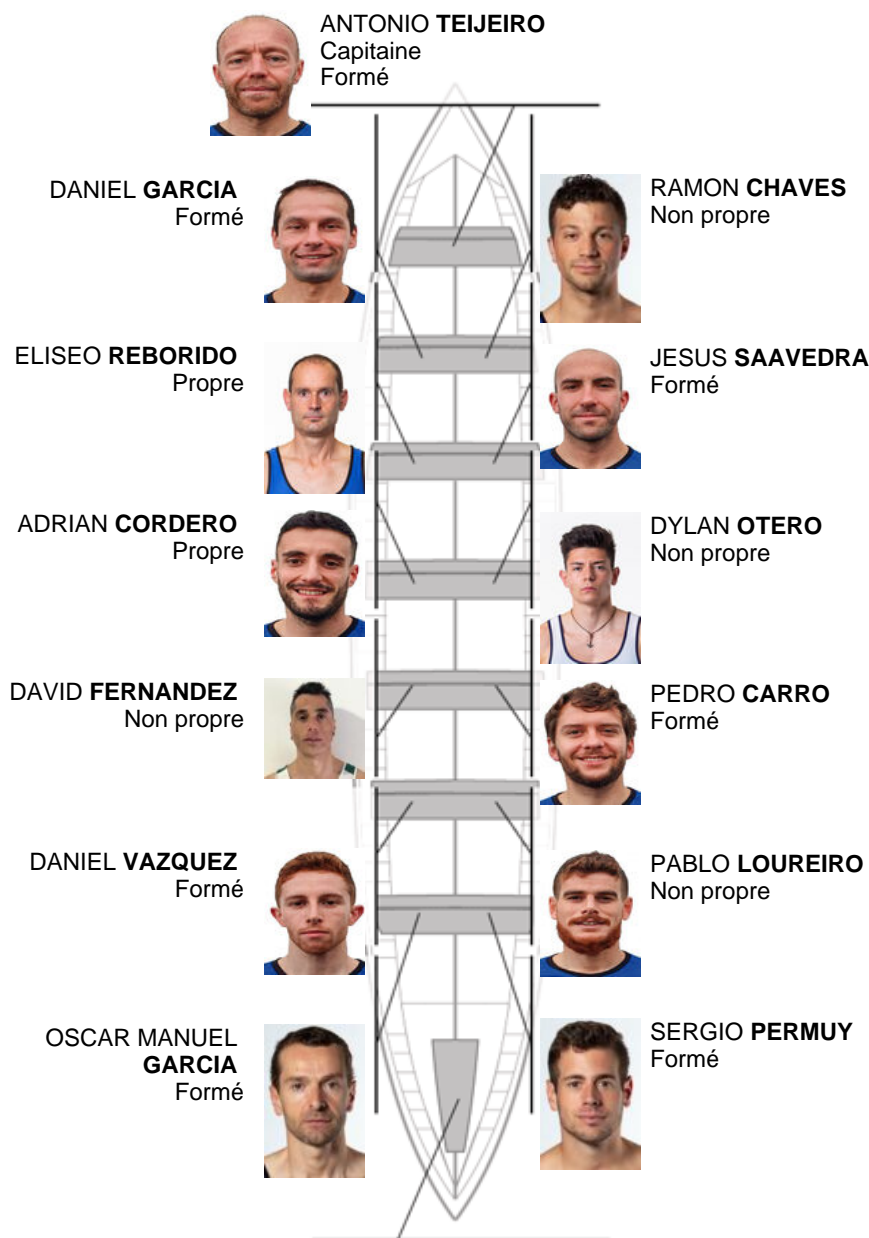 ANTONIO TEIJEIRO
Capitaine
Formé
DANIEL GARCIA
Formé
RAMON CHAVES
Non propre
ELISEO REBORIDO
Propre
JESUS SAAVEDRA
Formé
ADRIAN CORDERO
Propre
DYLAN OTERO
Non propre
DAVID FERNANDEZ
Non propre
PEDRO CARRO
Formé
DANIEL VAZQUEZ
Formé
PABLO LOUREIRO
Non propre
OSCAR MANUEL
GARCIA
Formé
SERGIO PERMUY
Formé